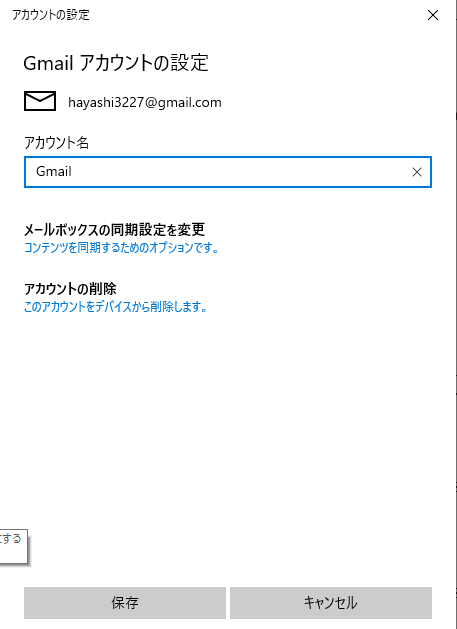 アカウントの設定
Gmail アカウントの設定
hayashi3227@gmail.com
アカウント名
Gmail
メールボックスの同期設定を変更
コンテンツを同期するためのオプションです。
アカウントの削除
このアカウントをデバイスから削除します。
にする
保存
キャンセル